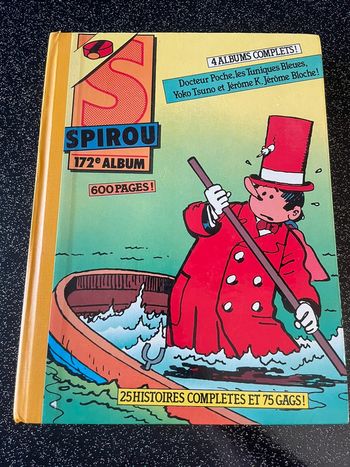 S
SPIROU
172e ALBUM
600 PAGES !
4 ALBUMS COMPLETS !
Docteur Poche, les Tuniques Bleues,
Yoko Tsuno et Jérôme K. Jérôme Bloche !
25 HISTOIRES COMPLETES ET 75 GAGS !